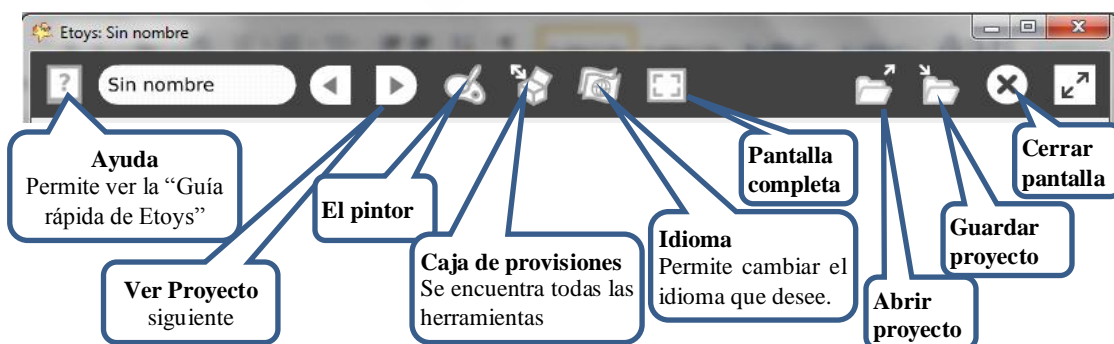 Etoys: Sin nombre
?
Sin nombre
Ayuda
Permite ver la “Guía
rápida de Etoys”
Ver Proyecto
siguiente
El pintor
Caja de provisiones
Se encuentra todas las
herramientas
Idioma
Permite cambiar el
idioma que desee.
Pantalla
completa
Abrir
proyecto
Guardar
proyecto
Cerrar
pantalla